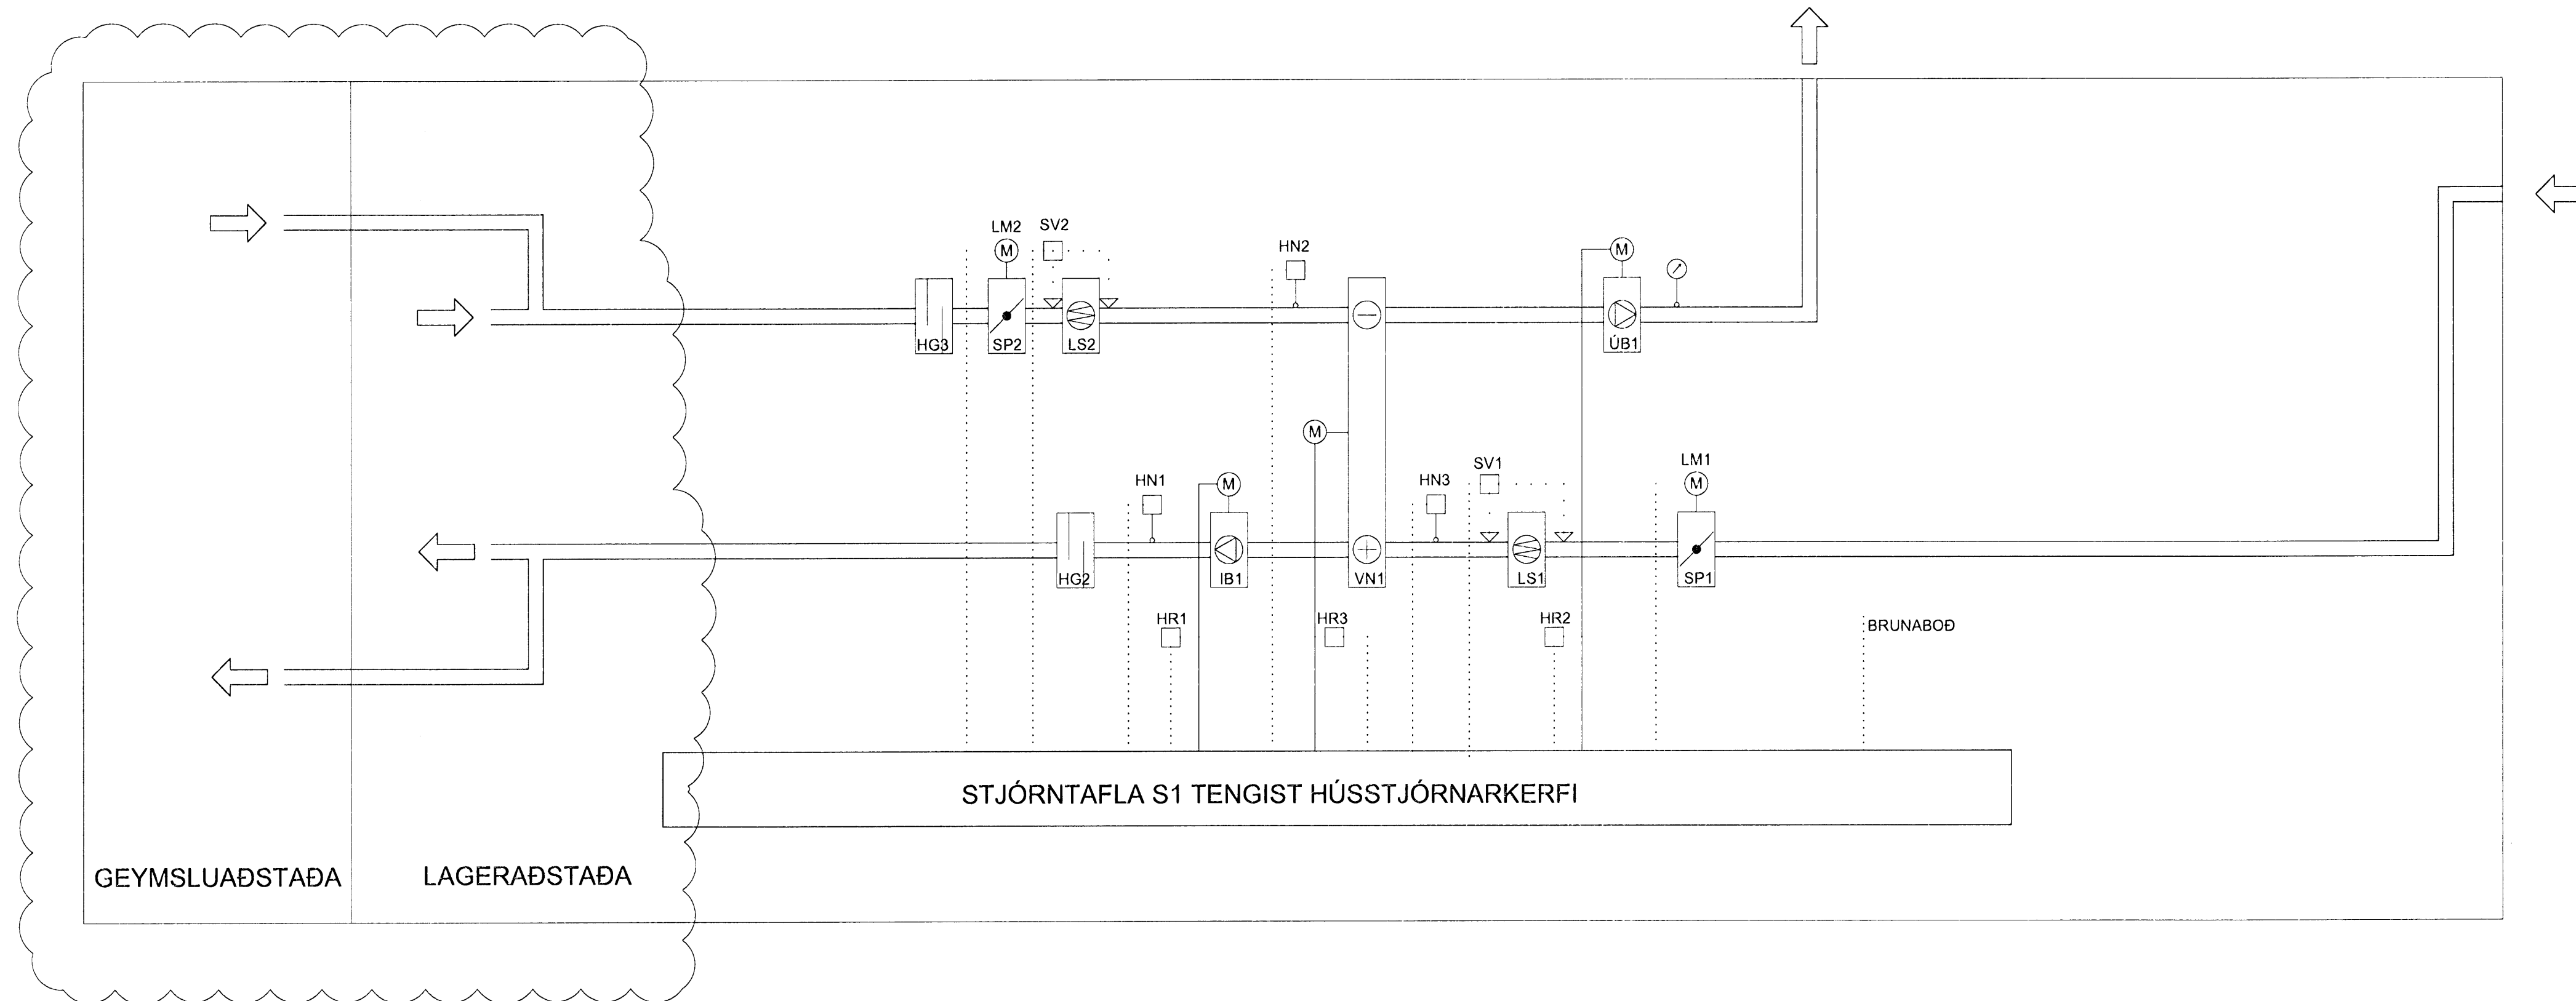 LM2
SV2
HN2
M
M
HG3
SP2
LS2
ÚB1
M
HN1
M
HN3
SV1
LM1
M
HG2
IB1
VN1
LS1
SP1
HR1
HR3
HR2
BRUNABOÐ
STJÓRNTAFLA S1 TENGIST HÚSSTJÓRNARKERFI
GEYMSLUAÐSTAÐA
LAGERAÐSTAÐA